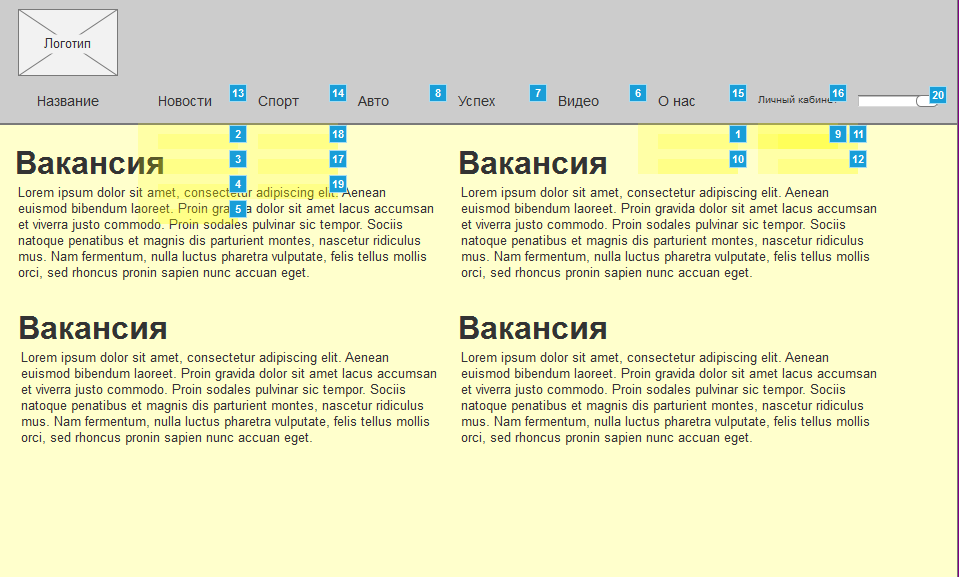 Логотип
Название Новости 13 Спорт 14 Авто 8 Успех 7 Видео 6 О нас 15 Личный кабинет 16 20
2 18 1 9 11
3 17 10 12
4 19
5
Вакансия
Lorem ipsum dolor sit amet, consectetur adipiscing elit. Aenean
euismod bibendum laoreet. Proin gravida dolor sit amet lacus accumsan
et viverra justo commodo. Proin sodales pulvinar sic tempor. Sociis
natoque penatibus et magnis dis parturient montes, nascetur ridiculus
mus. Nam fermentum, nulla luctus pharetra vulputate, felis tellus mollis
orci, sed rhoncus pronin sapien nunc accuan eget.
Вакансия
Lorem ipsum dolor sit amet, consectetur adipiscing elit. Aenean
euismod bibendum laoreet. Proin gravida dolor sit amet lacus accumsan
et viverra justo commodo. Proin sodales pulvinar sic tempor. Sociis
natoque penatibus et magnis dis parturient montes, nascetur ridiculus
mus. Nam fermentum, nulla luctus pharetra vulputate, felis tellus mollis
orci, sed rhoncus pronin sapien nunc accuan eget.
Вакансия
Lorem ipsum dolor sit amet, consectetur adipiscing elit. Aenean
euismod bibendum laoreet. Proin gravida dolor sit amet lacus accumsan
et viverra justo commodo. Proin sodales pulvinar sic tempor. Sociis
natoque penatibus et magnis dis parturient montes, nascetur ridiculus
mus. Nam fermentum, nulla luctus pharetra vulputate, felis tellus mollis
orci, sed rhoncus pronin sapien nunc accuan eget.
Вакансия
Lorem ipsum dolor sit amet, consectetur adipiscing elit. Aenean
euismod bibendum laoreet. Proin gravida dolor sit amet lacus accumsan
et viverra justo commodo. Proin sodales pulvinar sic tempor. Sociis
natoque penatibus et magnis dis parturient montes, nascetur ridiculus
mus. Nam fermentum, nulla luctus pharetra vulputate, felis tellus mollis
orci, sed rhoncus pronin sapien nunc accuan eget.